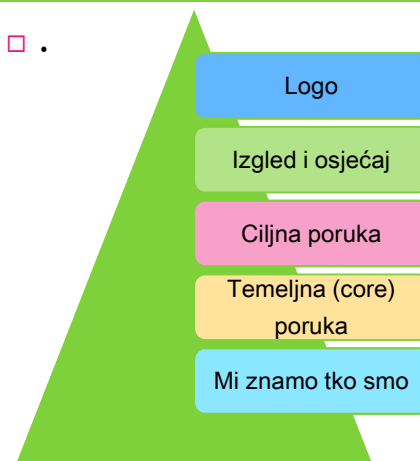 .
Logo
Izgled i osjećaj
Ciljna poruka
Temeljna (core)
poruka
Mi znamo tko smo